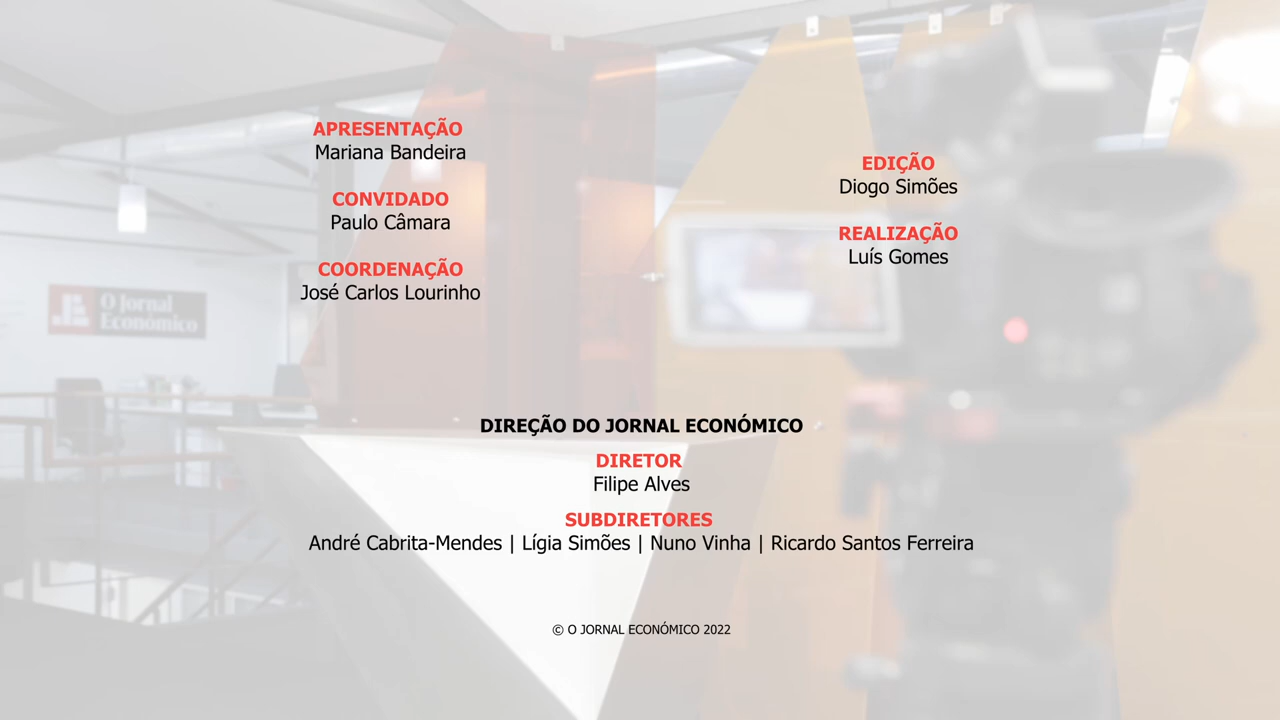 APRESENTAÇÃO
Mariana Bandeira
CONVIDADO
Paulo Câmara
COORDENAÇÃO
José Carlos Lourinho
EDIÇÃO
Diogo Simões
REALIZAÇÃO
Luís Gomes
O Jornal
Económico
DIREÇÃO DO JORNAL ECONÓMICO
DIRETOR
Filipe Alves
SUBDIRETORES
André Cabrita-Mendes | Lígia Simões | Nuno Vinha | Ricardo Santos Ferreira
© O JORNAL ECONÓMICO 2022